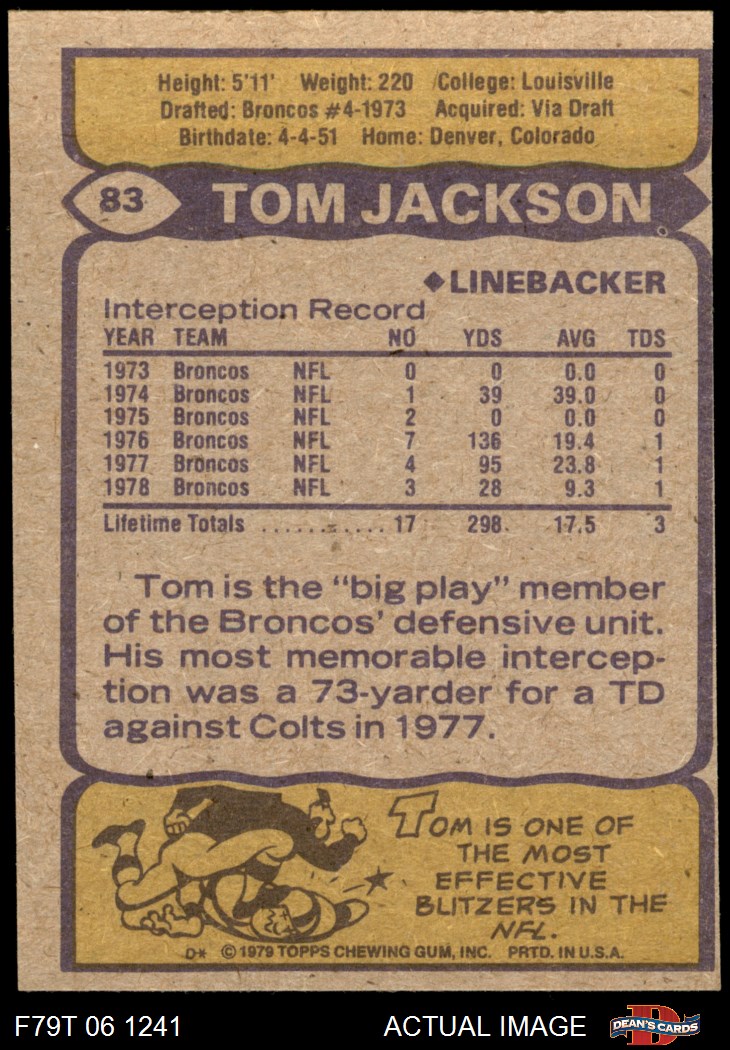 Height: 5'11' Weight: 220 College: Louisville
Drafted: Broncos #4-1973 Acquired: Via Draft
Birthdate: 4-4-51 Home: Denver, Colorado
83 TOM JACKSON
◆LINEBACKER
Interception Record
YEAR TEAM NO YDS AVG TDS
1973 Broncos NFL 0 0 0.0 0
1974 Broncos NFL 1 39 39.0 0
1975 Broncos NFL 2 0 0.0 0
1976 Broncos NFL 7 136 19.4 1
1977 Broncos NFL 4 95 23.8 1
1978 Broncos NFL 3 28 9.3 1
Lifetime Totals ............ 17 298 17.5 3
Tom is the "big play" member
of the Broncos' defensive unit.
His most memorable intercep-
tion was a 73-yarder for a TD
against Colts in 1977.
TOM IS ONE OF
THE MOST
EFFECTIVE
BLITZERS IN THE
NFL.
D* © 1979 TOPPS CHEWING GUM, INC. PRTD. IN U.S.A.
F79T 06 1241 ACTUAL IMAGE DEAN'S CARDS